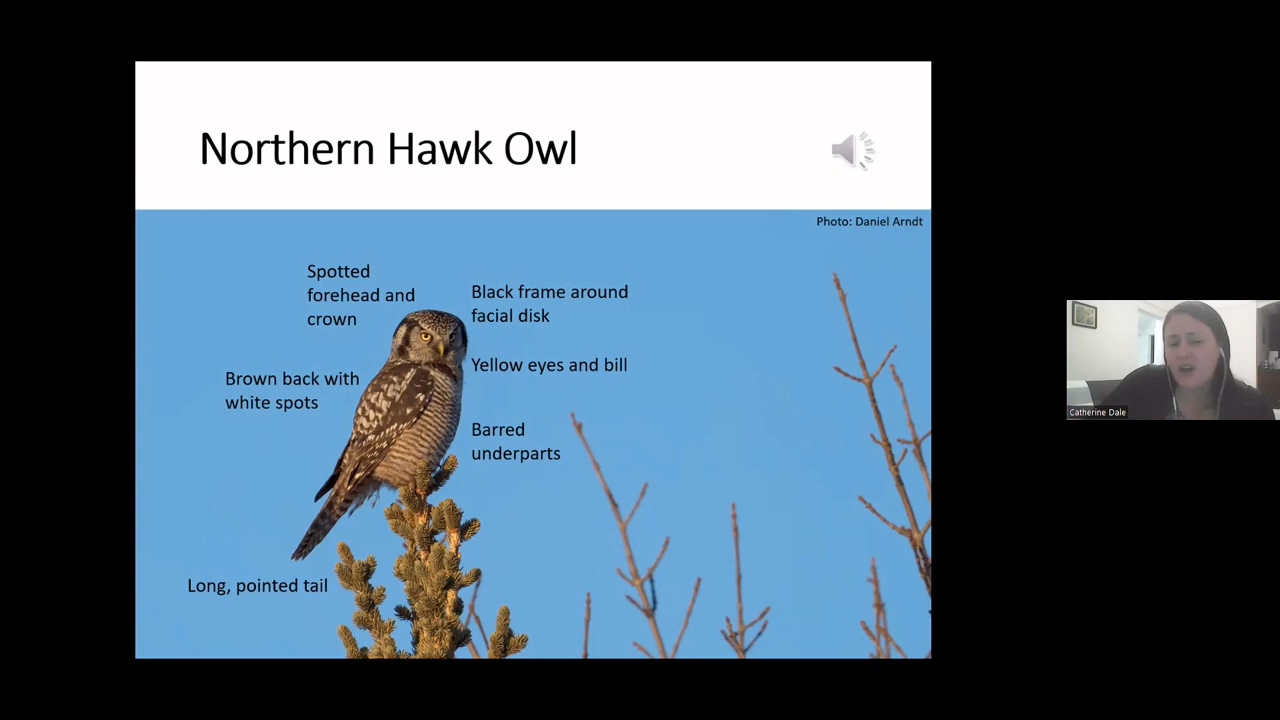 Northern Hawk Owl
Photo: Daniel Arndt
Spotted
forehead and
crown
Black frame around
facial disk
Yellow eyes and bill
Brown back with
white spots
Barred
underparts
Long, pointed tail
Catherine Dale